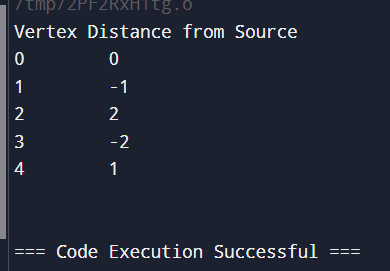 Vertex Distance from Source
0 0
1 -1
2 2
3 -2
4 1
=== Code Execution Successful ===